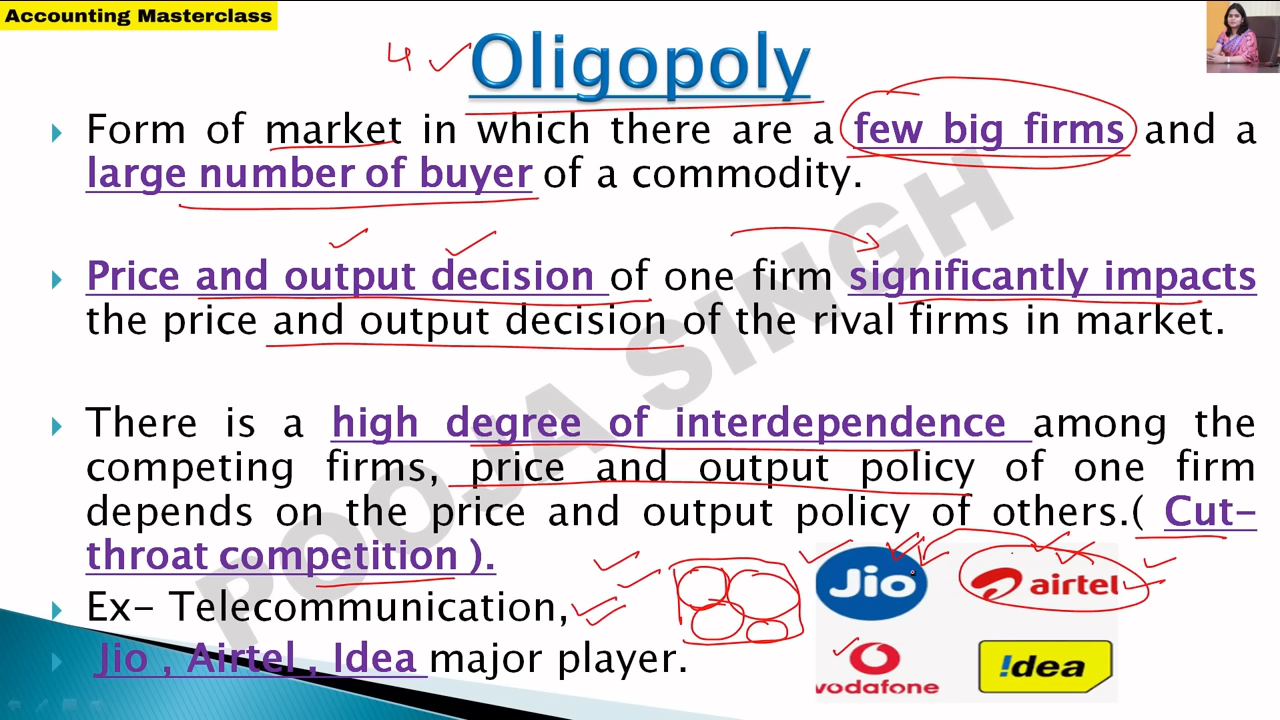 Accounting Masterclass
4
Oligopoly
Form of market in which there are a few big firms and a
large number of buyer of a commodity.
Price and output decision of one firm significantly impacts
the price and output decision of the rival firms in market.
There is a high degree of interdependence among the
competing firms, price and output policy of one firm
depends on the price and output policy of others.( Cut-
throat competition ).
Ex- Telecommunication,
Jio , Airtel , Idea major player.
Jio
airtel
vodafone
!dea
POOJA SINGH